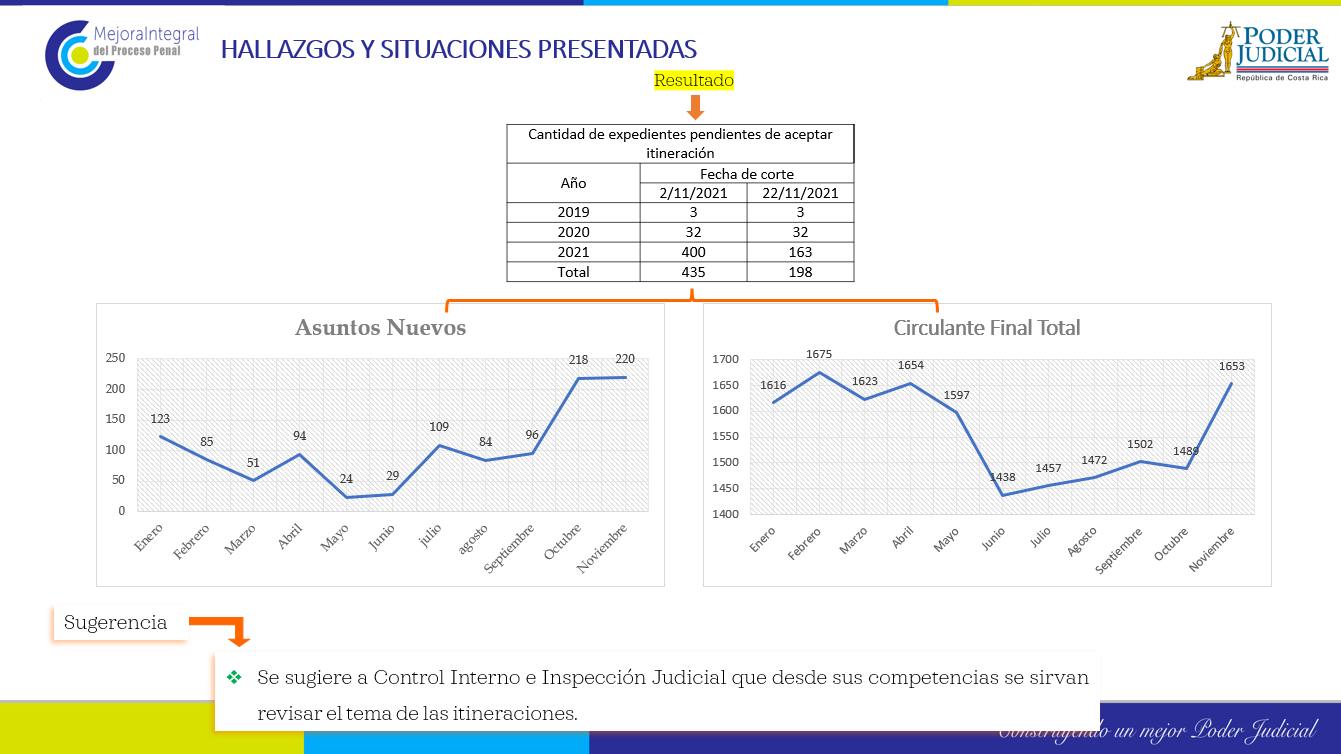 MejoraIntegral
del Proceso Penal
HALLAZGOS Y SITUACIONES PRESENTADAS
PODER
JUDICIAL
República de Costa Rica
Resultado
Cantidad de expedientes pendientes de aceptar
itineración
Año
Fecha de corte
2/11/2021 22/11/2021
2019 3 3
2020 32 32
2021 400 163
Total 435 198
Asuntos Nuevos
250
200
150
100
50
0
123 85 51 94 24 29 109 84 96 218 220
Enero Febrero Marzo Abril Mayo Junio julio agosto Septiembre Octubre Noviembre
Circulante Final Total
1700
1650
1600
1550
1500
1450
1400
1616 1675 1623 1654 1597 1438 1457 1472 1502 1489 1653
Enero Febrero Marzo Abril Mayo Junio Julio Agosto Septiembre Octubre Noviembre
Sugerencia
Se sugiere a Control Interno e Inspección Judicial que desde sus competencias se sirvan
revisar el tema de las itineraciones.
Construyendo un mejor Poder Judicial